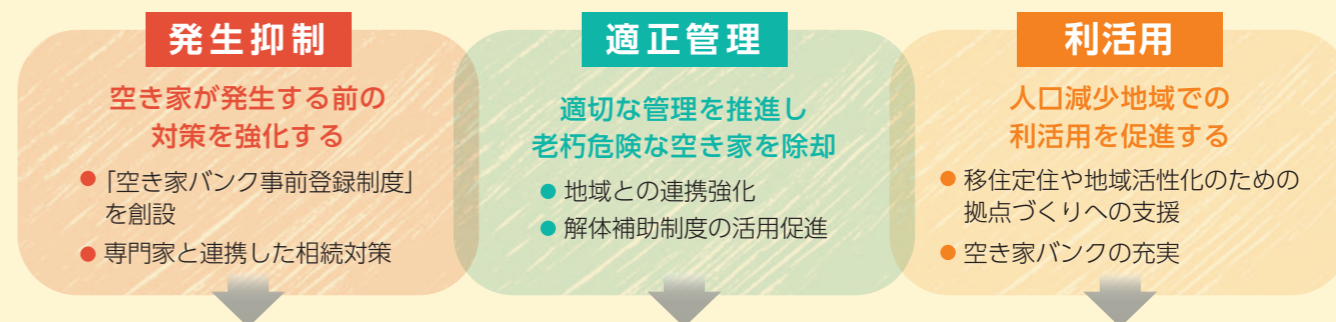 発生抑制
空き家が発生する前の
対策を強化する
● 「空き家バンク事前登録制度」
を創設
● 専門家と連携した相続対策
適正管理
適切な管理を推進し
老朽危険な空き家を除却
● 地域との連携強化
● 解体補助制度の活用促進
利活用
人口減少地域での
利活用を促進する
● 移住定住や地域活性化のための
拠点づくりへの支援
● 空き家バンクの充実